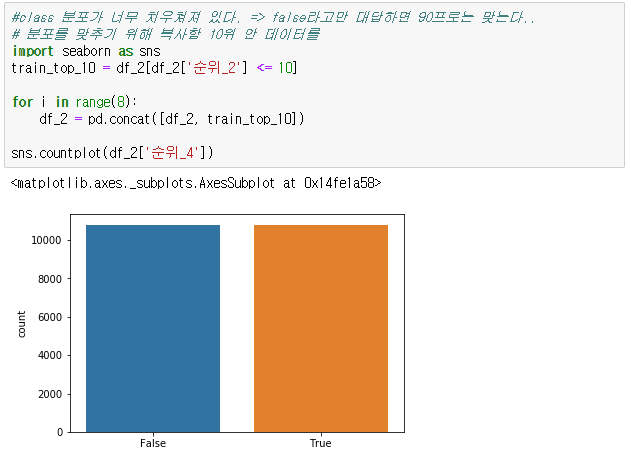 #class 분포가 너무 치우쳐져 있다. => false라고만 대답하면 90프로는 맞는다..
# 분포를 맞추기 위해 복사함 10위 안 데이터를
import seaborn as sns
train_top_10 = df_2[df_2['순위_2'] <= 10]
for i in range(8):
    df_2 = pd.concat([df_2, train_top_10])
sns.countplot(df_2['순위_4'])
<matplotlib.axes._subplots.AxesSubplot at 0x14fe1a58>
10000
8000
6000
4000
2000
0
count
False True